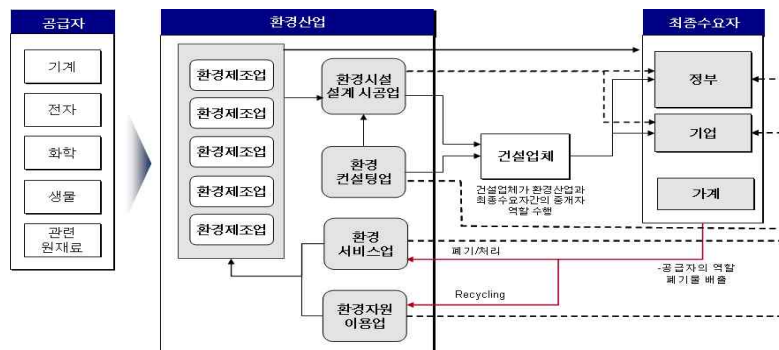 공급자
기계
전자
화학
생물
관련
원재료
환경산업
환경제조업
환경제조업
환경제조업
환경제조업
환경제조업
환경시설
설계 시공업
환경
컨설팅업
환경
서비스업
환경자원
이용업
건설업체
건설업체가 환경산업과
최종수요자간의 중개자
역할 수행
폐기/처리
Recycling
최종수요자
정부
기업
가계
-공급자의 역할
폐기물 배출